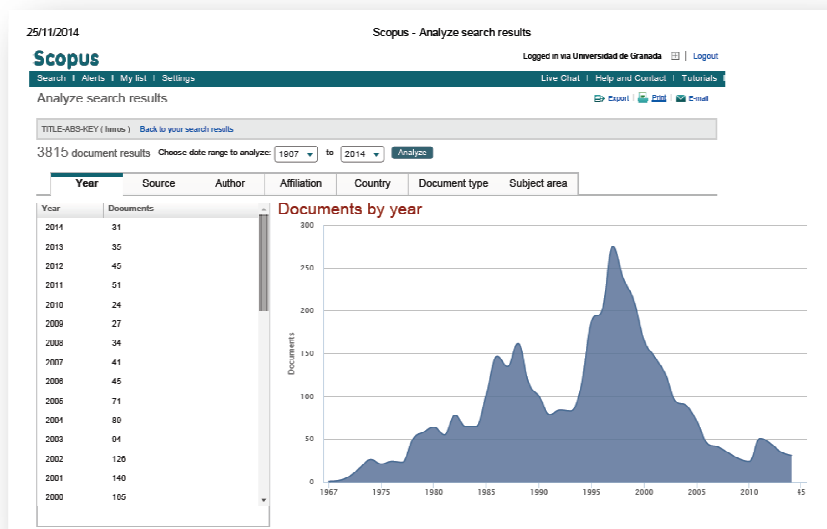 25/11/2014
Scopus - Analyze search results
Scopus
Logged in via Universidad de Granada | Logout
Search | Alerts | My list | Settings
Live Chat | Help and Contact | Tutorials
Analyze search results
Export | Print | E-mail
TITLE-ABS-KEY ( ) Back to your search results
3815 document results Choose date range to analyze: 1967 to 2014 Analyze
Year Source Author Affiliation Country Document type Subject area
Year Documents
2014 31
2013 35
2012 45
2011 51
2010 24
2009 27
2008 34
2007 41
2006 45
2005 71
2004
2003 94
2002 126
2001
2000 165
Documents by year
300
250
200
150
100
50
0
Documents
1967 1975 1980 1985 1990 1995 2000 2005 2010